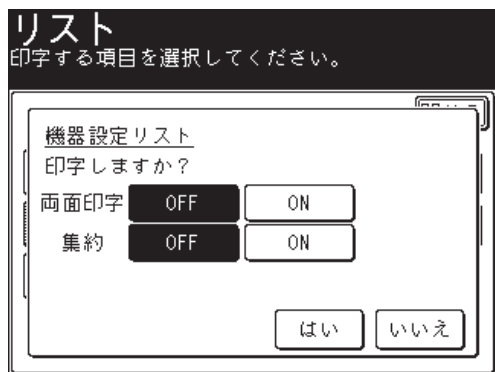 リスト
印字する項目を選択してください。
機器設定リスト
印字しますか？
両面印字 OFF ON
集約 OFF ON
はい いいえ